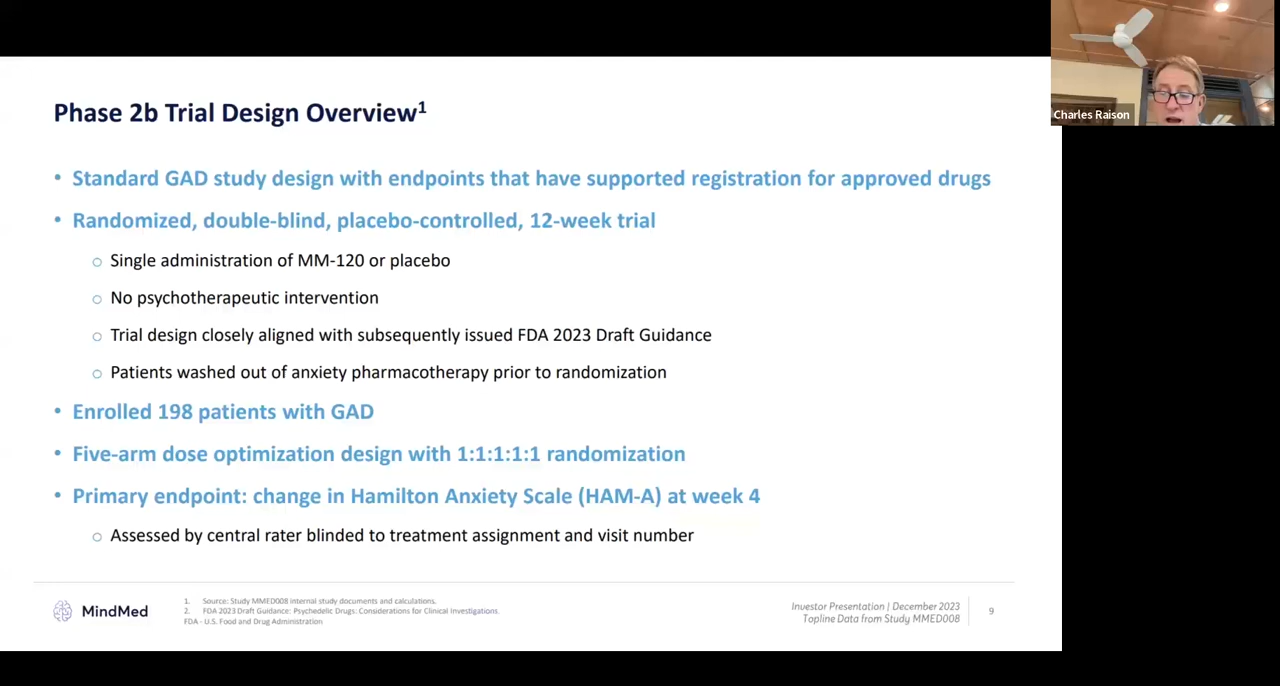 Phase 2b Trial Design Overview1
Charles Raison
• Standard GAD study design with endpoints that have supported registration for approved drugs
• Randomized, double-blind, placebo-controlled, 12-week trial
o Single administration of MM-120 or placebo
o No psychotherapeutic intervention
o Trial design closely aligned with subsequently issued FDA 2023 Draft Guidance
o Patients washed out of anxiety pharmacotherapy prior to randomization
• Enrolled 198 patients with GAD
• Five-arm dose optimization design with 1:1:1:1:1 randomization
• Primary endpoint: change in Hamilton Anxiety Scale (HAM-A) at week 4
o Assessed by central rater blinded to treatment assignment and visit number
MindMed
1. Source: Study MMED008 internal study documents and calculations.
2. FDA 2023 Draft Guidance: Psychedelic Drugs: Considerations for Clinical Investigations.
FDA - U.S. Food and Drug Administration
Investor Presentation | December 2023
Topline Data from Study MMED008
9